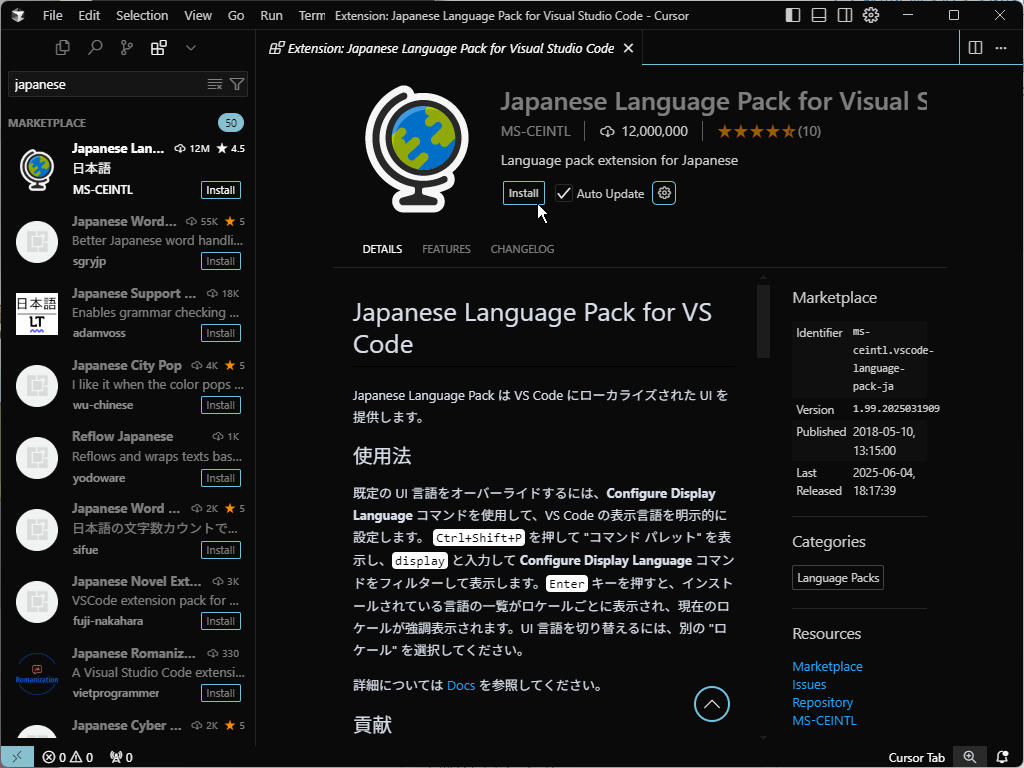 File Edit Selection View Go Run Term Extension: Japanese Language Pack for Visual Studio Code - Cursor
japanese
MARKETPLACE 50
Japanese Lan... 12M ★ 4.5
日本語
MS-CEINTL Install
Japanese Word... 55K ★ 5
Better Japanese word handli...
sgryjp Install
日本語
LT
Japanese Support ... 18K
Enables grammar checking ...
adamvoss Install
Japanese City Pop 4K ★ 5
I like it when the color pops ...
wu-chinese Install
Reflow Japanese 1K
Reflows and wraps texts bas...
yodoware Install
Japanese Word ... 2K ★ 5
日本語の文字数カウントで...
sifue Install
Japanese Novel Ext... 3K
VSCode extension pack for ...
fuji-nakahara Install
Romanization
Japanese Romaniz... 330
A Visual Studio Code extensi...
vietprogrammer Install
Japanese Cyber ... 2K ★ 5
Extension: Japanese Language Pack for Visual Studio Code
Japanese Language Pack for Visual S
MS-CEINTL 12,000,000 ★★★★★(10)
Language pack extension for Japanese
Install Auto Update
DETAILS FEATURES CHANGELOG
Japanese Language Pack for VS
Code
Japanese Language Pack は VS Code にローカライズされた UI を
提供します。
使用法
既定の UI 言語をオーバーライドするには、Configure Display
Language コマンドを使用して、VS Code の表示言語を明示的に
設定します。 Ctrl+Shift+P を押して "コマンド パレット" を表
示し、display と入力して Configure Display Language コマン
ドをフィルターして表示します。Enter キーを押すと、インスト
ールされている言語の一覧がロケールごとに表示され、現在のロ
ケールが強調表示されます。UI 言語を切り替えるには、別の "ロ
ケール" を選択してください。
詳細については Docs を参照してください。
貢献
Marketplace
Identifier ms-
ceintl.vscode-
language-
pack-ja
Version 1.99.2025031909
Published 2018-05-10,
13:15:00
Last 2025-06-04,
Released 18:17:39
Categories
Language Packs
Resources
Marketplace
Issues
Repository
MS-CEINTL
0 0 0 Cursor Tab